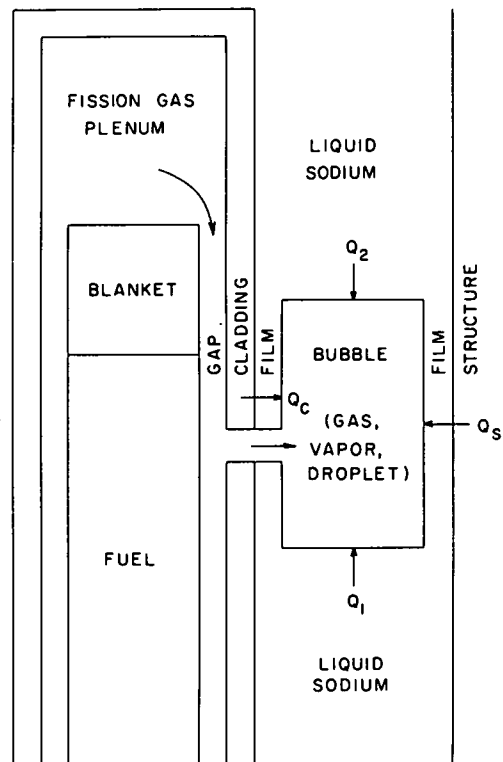 FISSION GAS
PLENUM
LIQUID
SODIUM
Q2
BLANKET
GAP
CLADDING
FILM
BUBBLE
FILM
STRUCTURE
QC
(GAS,
VAPOR,
DROPLET)
QS
FUEL
Q1
LIQUID
SODIUM